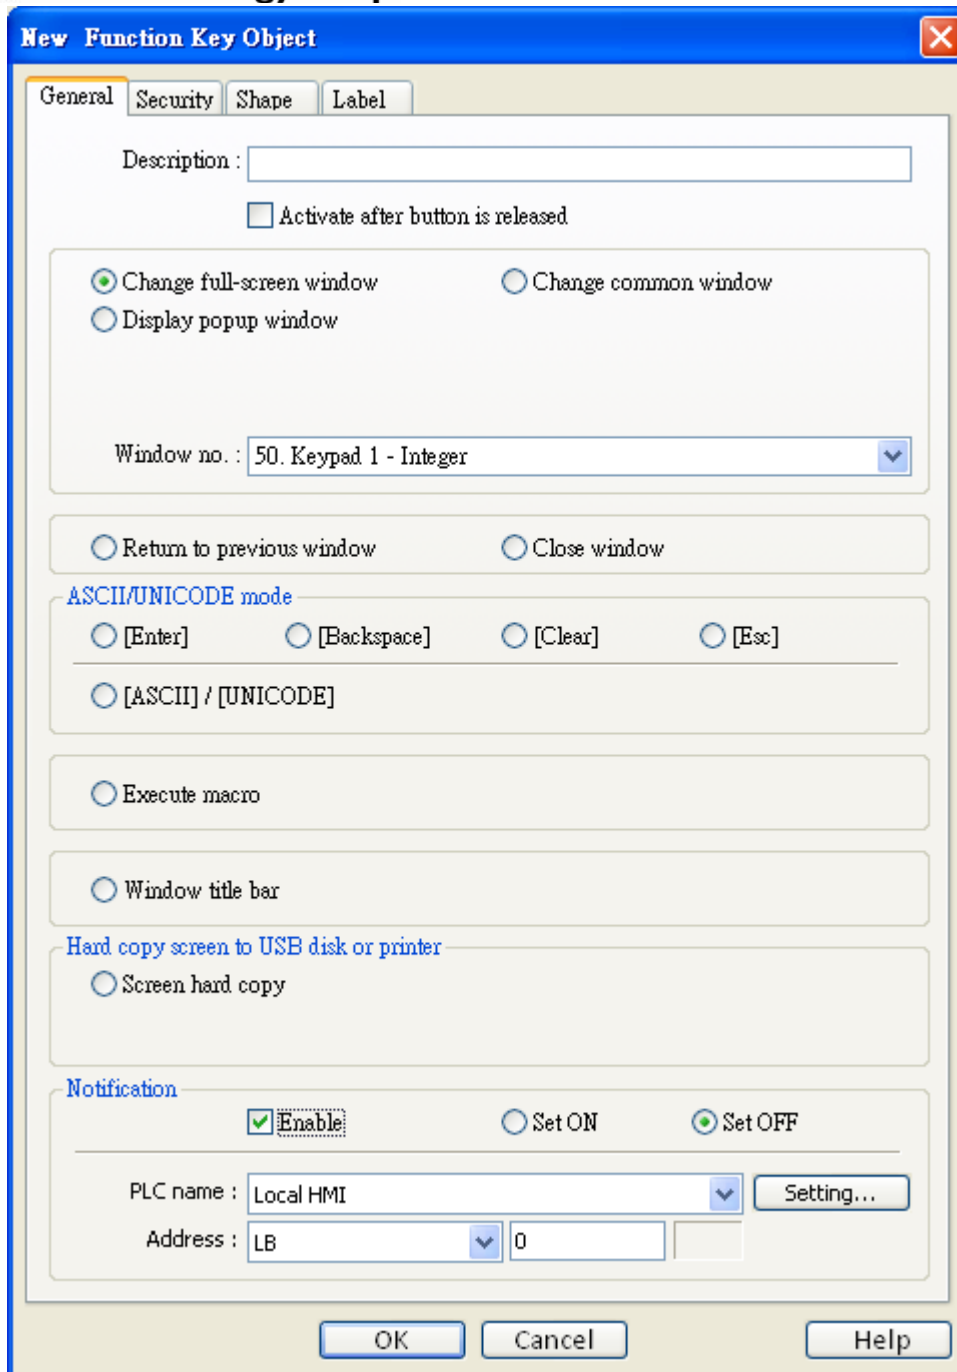 New Function Key Object
General Security Shape Label
Description :
Activate after button is released
Change full-screen window Change common window
Display popup window
Window no. : 50. Keypad 1 - Integer
Return to previous window Close window
ASCII/UNICODE mode
[Enter] [Backspace] [Clear] [Esc]
[ASCII] / [UNICODE]
Execute macro
Window title bar
Hard copy screen to USB disk or printer
Screen hard copy
Notification
Enable Set ON Set OFF
PLC name : Local HMI Setting...
Address : LB 0
OK Cancel Help